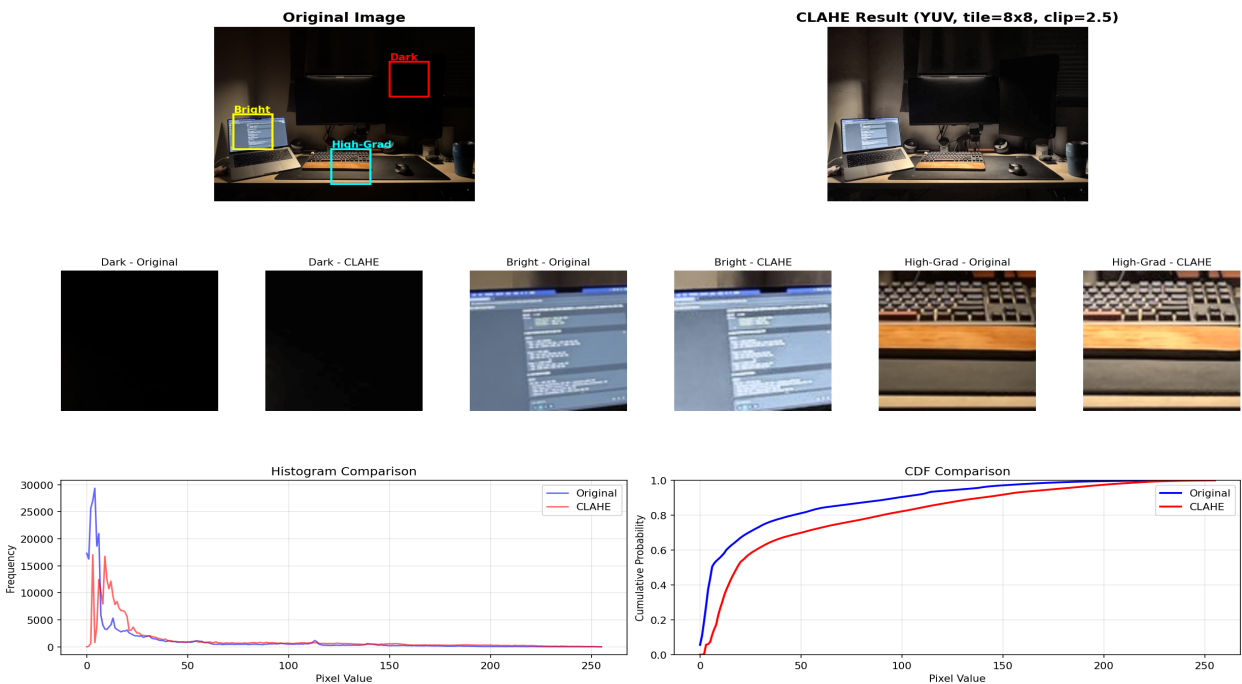 Original Image
CLAHE Result (YUV, tile=8x8, clip=2.5)
Dark
Bright
High-Grad
Dark - Original
Dark - CLAHE
Bright - Original
Bright - CLAHE
High-Grad - Original
High-Grad - CLAHE
Histogram Comparison
Frequency
30000
25000
20000
15000
10000
5000
0
Original
CLAHE
0 50 100 150 200 250
Pixel Value
CDF Comparison
Cumulative Probability
1.0
0.8
0.6
0.4
0.2
0.0
Original
CLAHE
0 50 100 150 200 250
Pixel Value